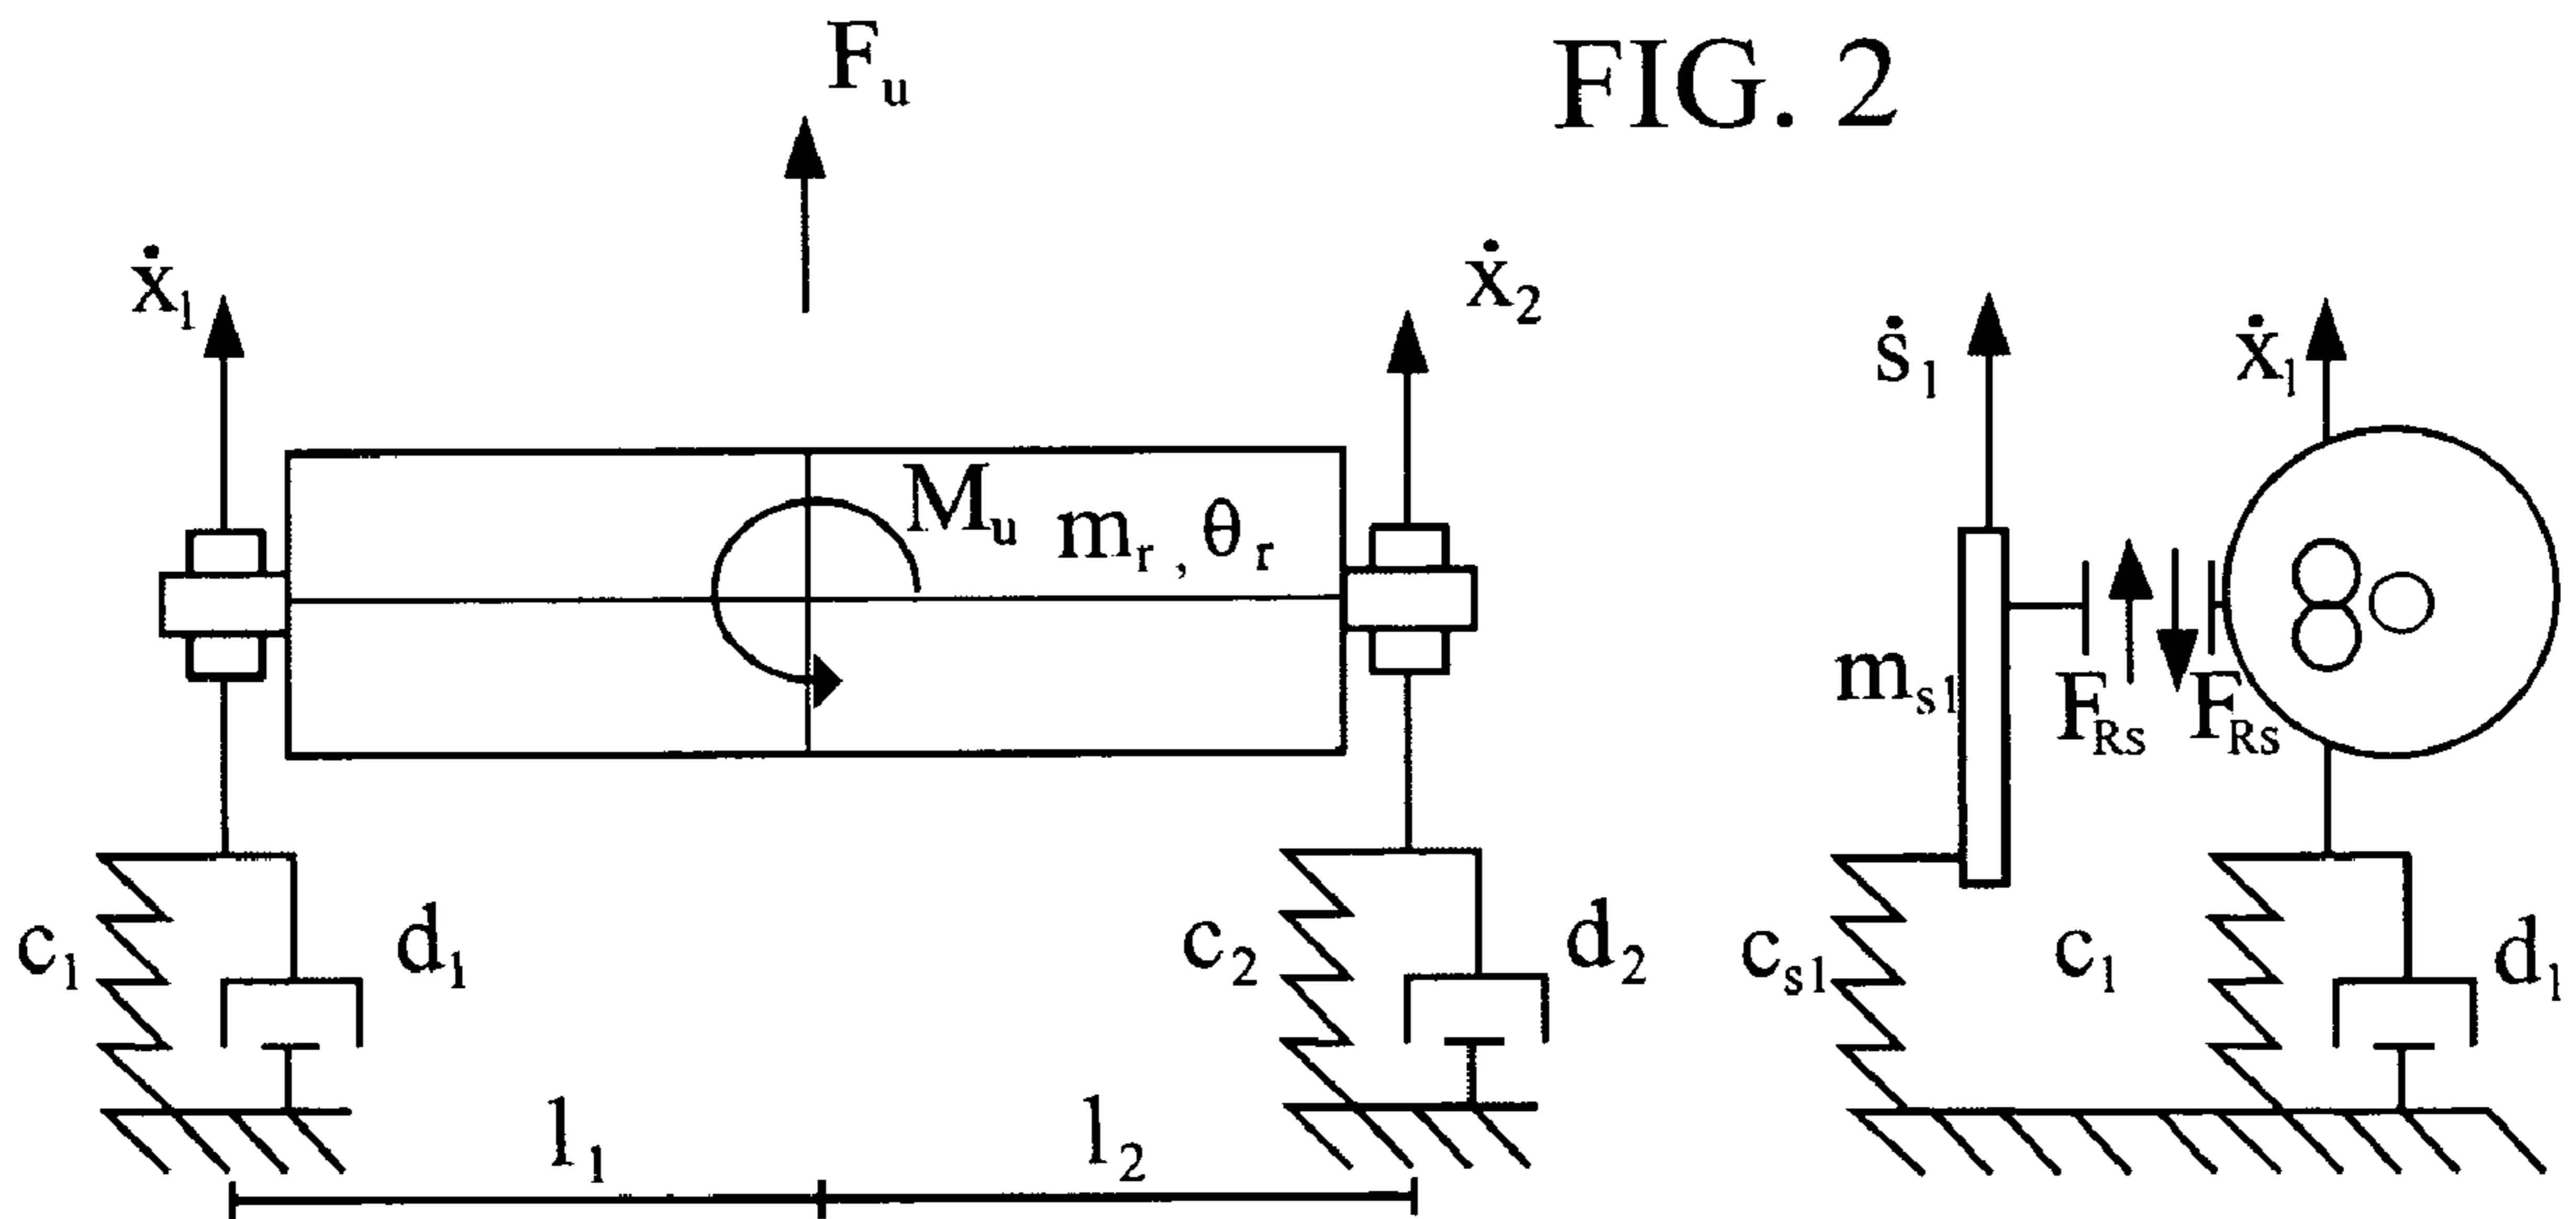 FIG. 2
F_u
ẋ_1
ẋ_2
ṡ_1
ẋ_1
M_u
m_r, θ_r
m_s1
F_Rs
F_Rs
c_1
d_1
c_2
d_2
c_s1
c_1
d_1
l_1
l_2